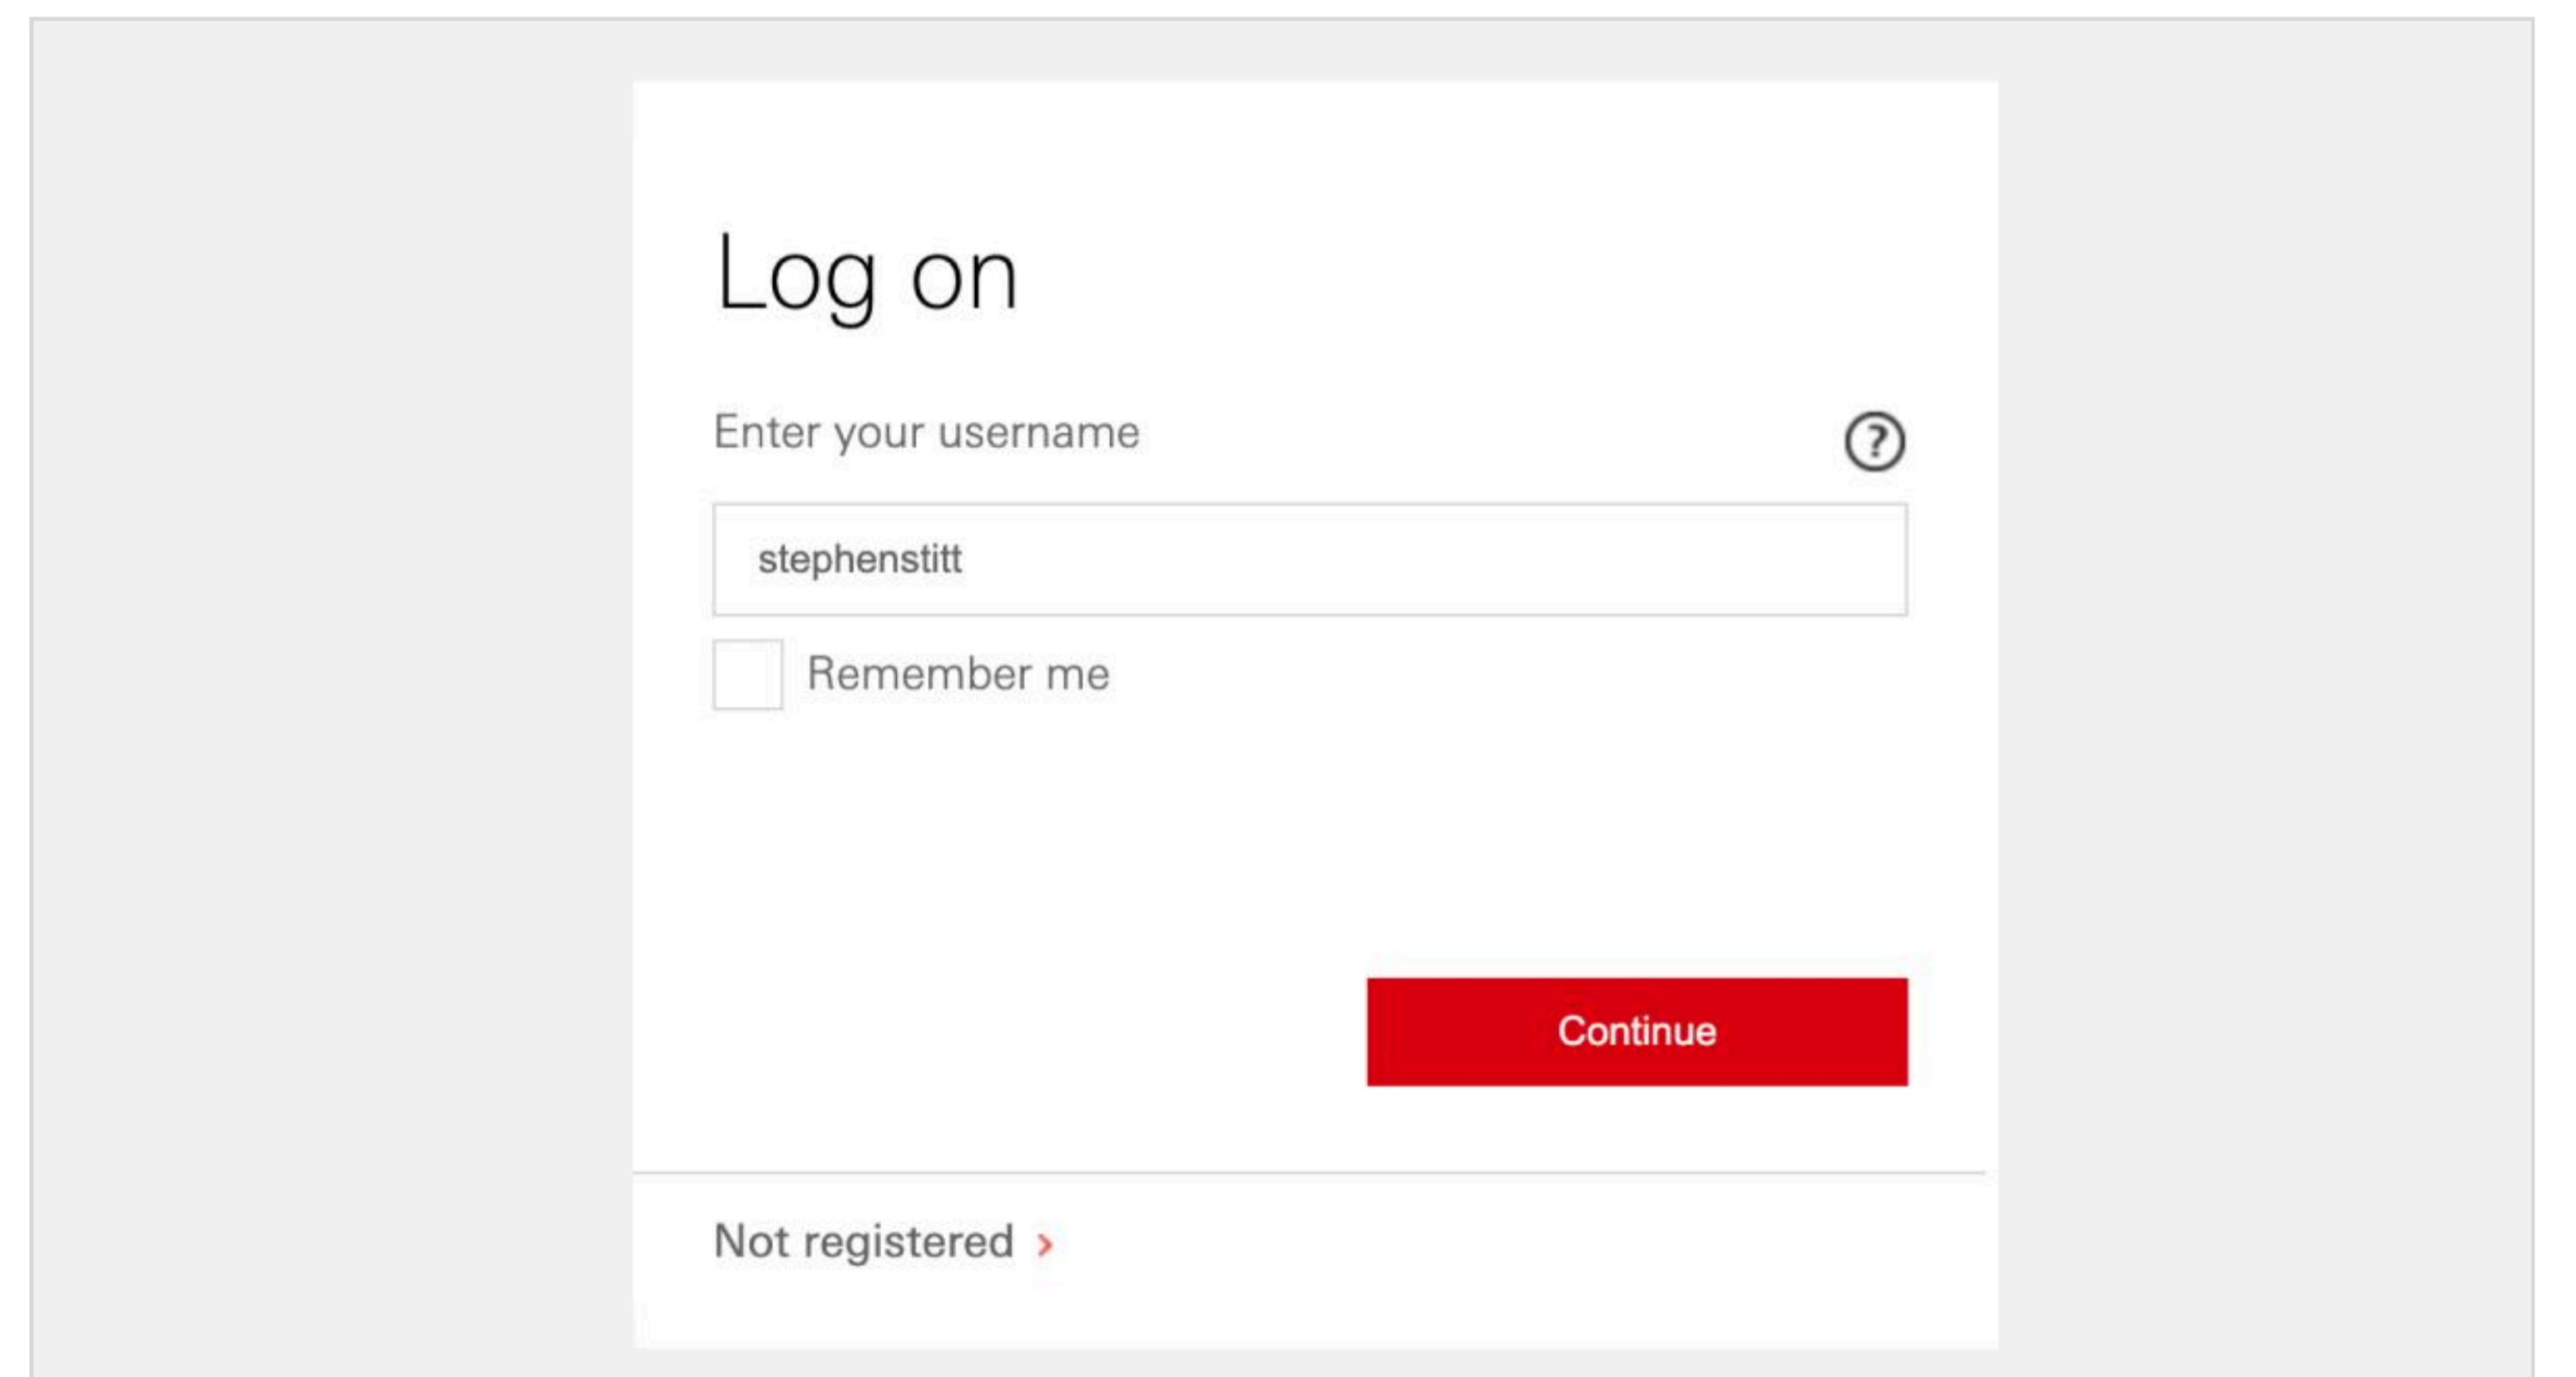 Log on
Enter your username
?
stephenstitt
Remember me
Continue
Not registered >